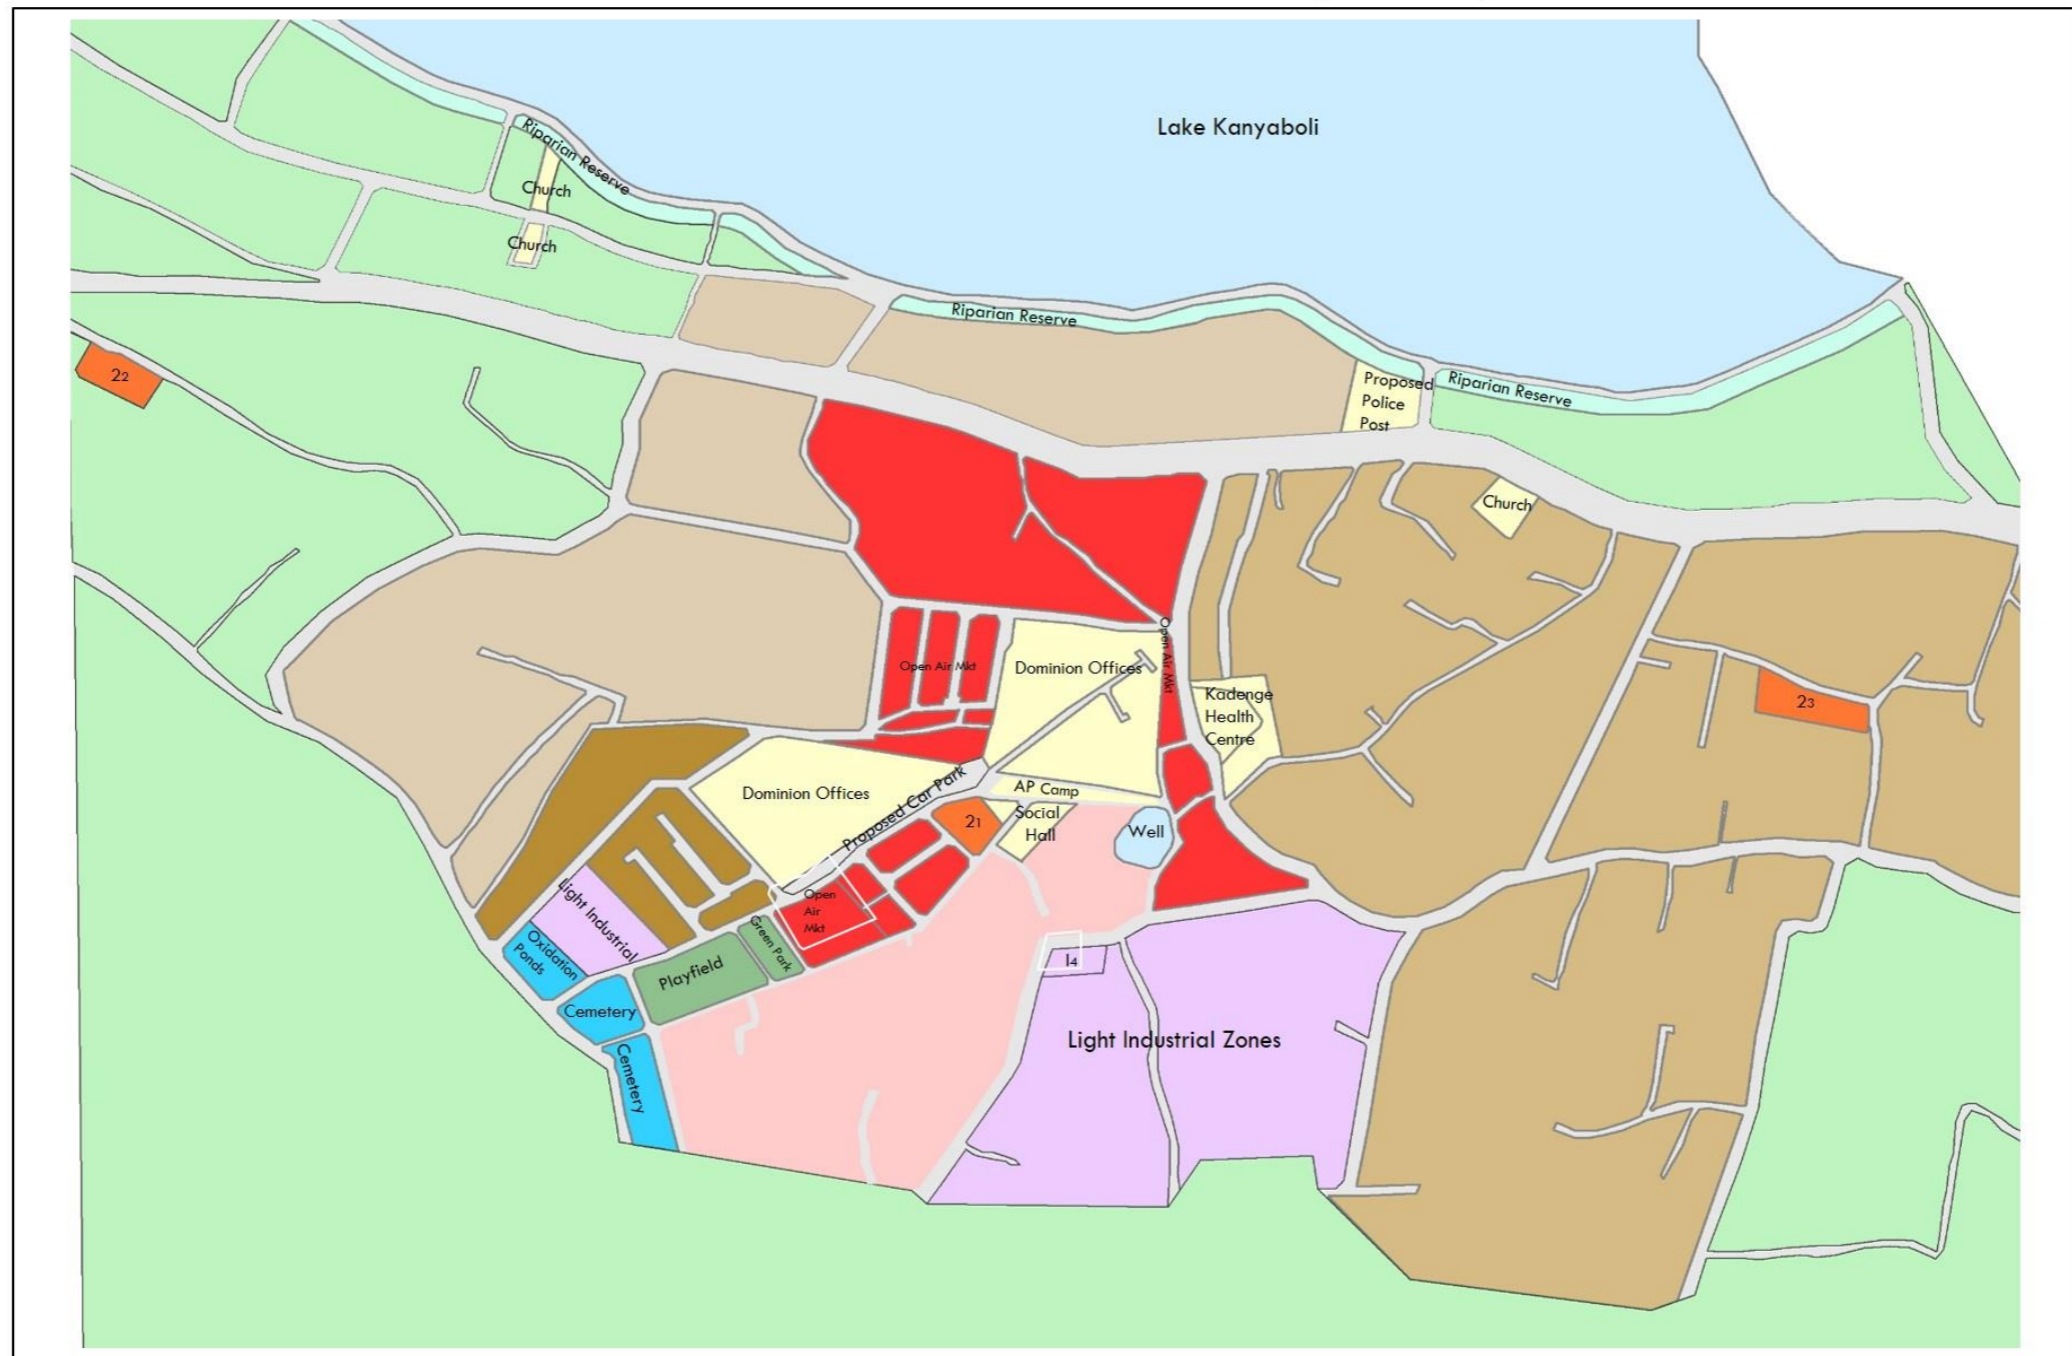 Lake Kanyaboli
Riparian Reserve
Church
Church
Riparian Reserve
Proposed
Police
Post
Riparian Reserve
22
Church
Open Air Mkt
Dominion Offices
Open Air Mkt
Kadenge
Health
Centre
23
Dominion Offices
Proposed Car Park
AP Camp
21
Social
Hall
Well
Light Industrial
Open
Air
Mkt
Green Park
Oxidation
Ponds
Playfield
I4
Cemetery
Light Industrial Zones
Cemetery